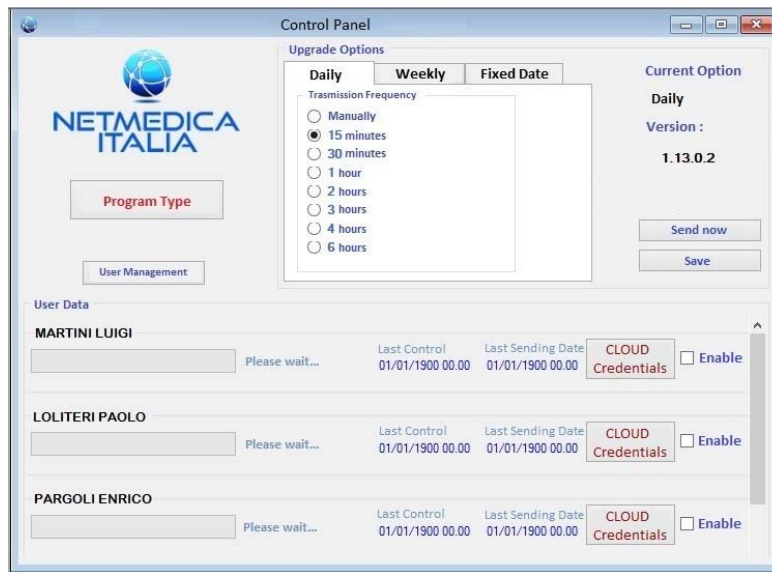 Control Panel
Upgrade Options
Daily
Weekly
Fixed Date
Trasmission Frequency
Manually
15 minutes
30 minutes
1 hour
2 hours
3 hours
4 hours
6 hours
Current Option
Daily
Version :
1.13.0.2
Send now
Save
NETMEDICA
ITALIA
Program Type
User Management
User Data
MARTINI LUIGI
Please wait...
Last Control
01/01/1900 00.00
Last Sending Date
01/01/1900 00.00
CLOUD
Credentials
Enable
LOLITERI PAOLO
Please wait...
Last Control
01/01/1900 00.00
Last Sending Date
01/01/1900 00.00
CLOUD
Credentials
Enable
PARGOLI ENRICO
Please wait...
Last Control
01/01/1900 00.00
Last Sending Date
01/01/1900 00.00
CLOUD
Credentials
Enable